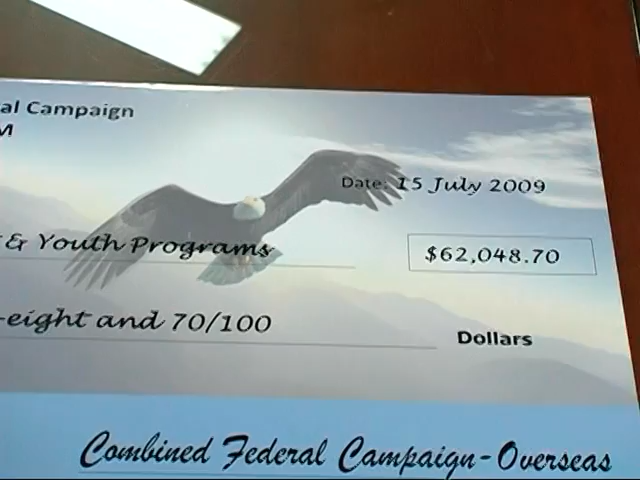 al Campaign
M
Date: 15 July 2009
& Youth Programs
$62,048.70
-eight and 70/100
Dollars
Combined Federal Campaign-Overseas